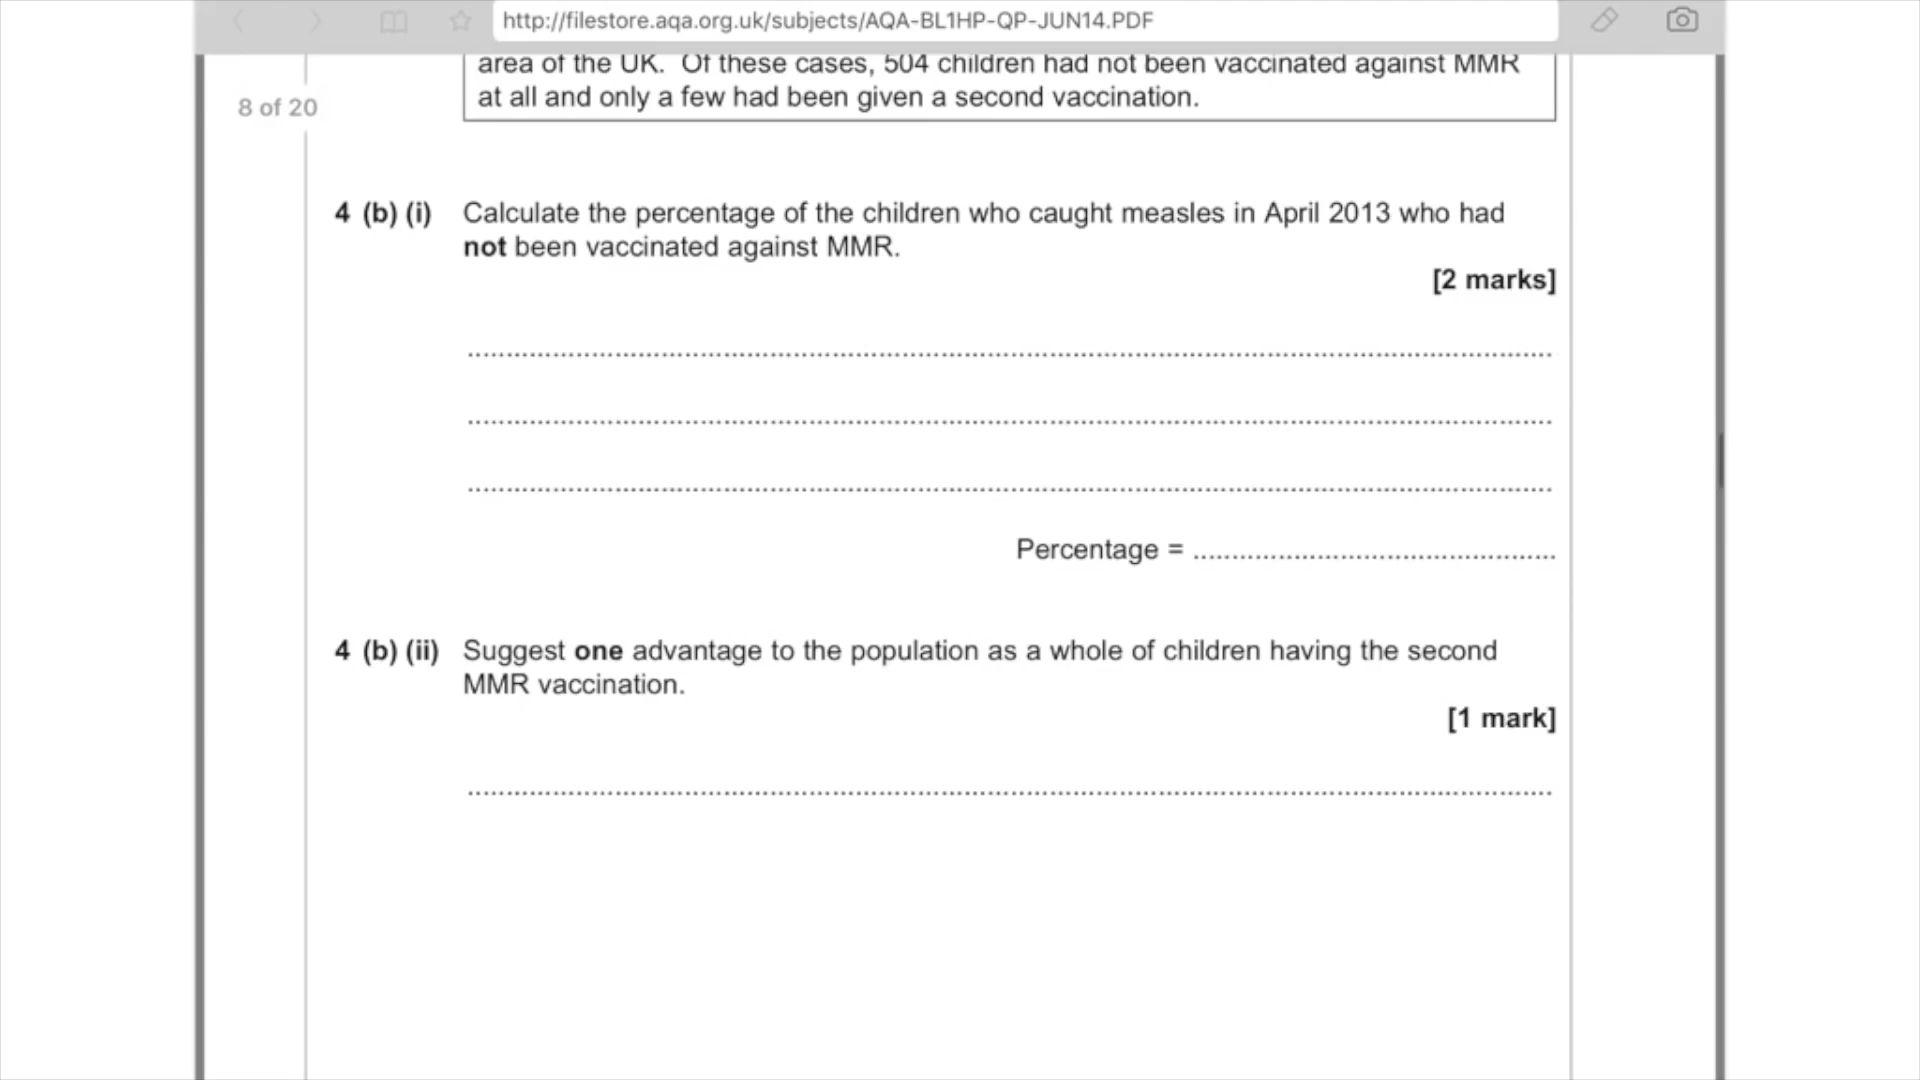 http://filestore.aqa.org.uk/subjects/AQA-BL1HP-QP-JUN14.PDF
area of the UK. Of these cases, 504 children had not been vaccinated against MMR
at all and only a few had been given a second vaccination.
8 of 20
4 (b) (i) Calculate the percentage of the children who caught measles in April 2013 who had
not been vaccinated against MMR.
[2 marks]
Percentage =
4 (b) (ii) Suggest one advantage to the population as a whole of children having the second
MMR vaccination.
[1 mark]